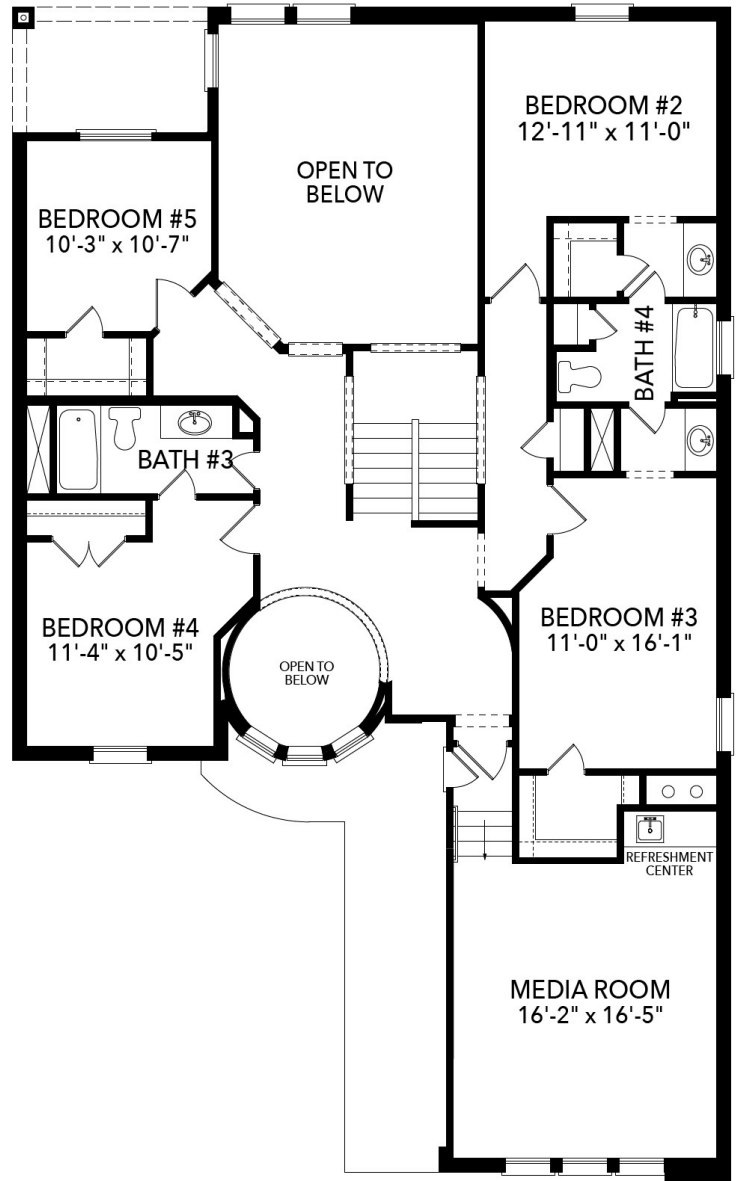 BEDROOM #2
12'-11" x 11'-0"
OPEN TO
BELOW
BEDROOM #5
10'-3" x 10'-7"
BATH #4
BATH #3
BEDROOM #4
11'-4" x 10'-5"
BEDROOM #3
11'-0" x 16'-1"
OPEN TO
BELOW
REFRESHMENT
CENTER
MEDIA ROOM
16'-2" x 16'-5"